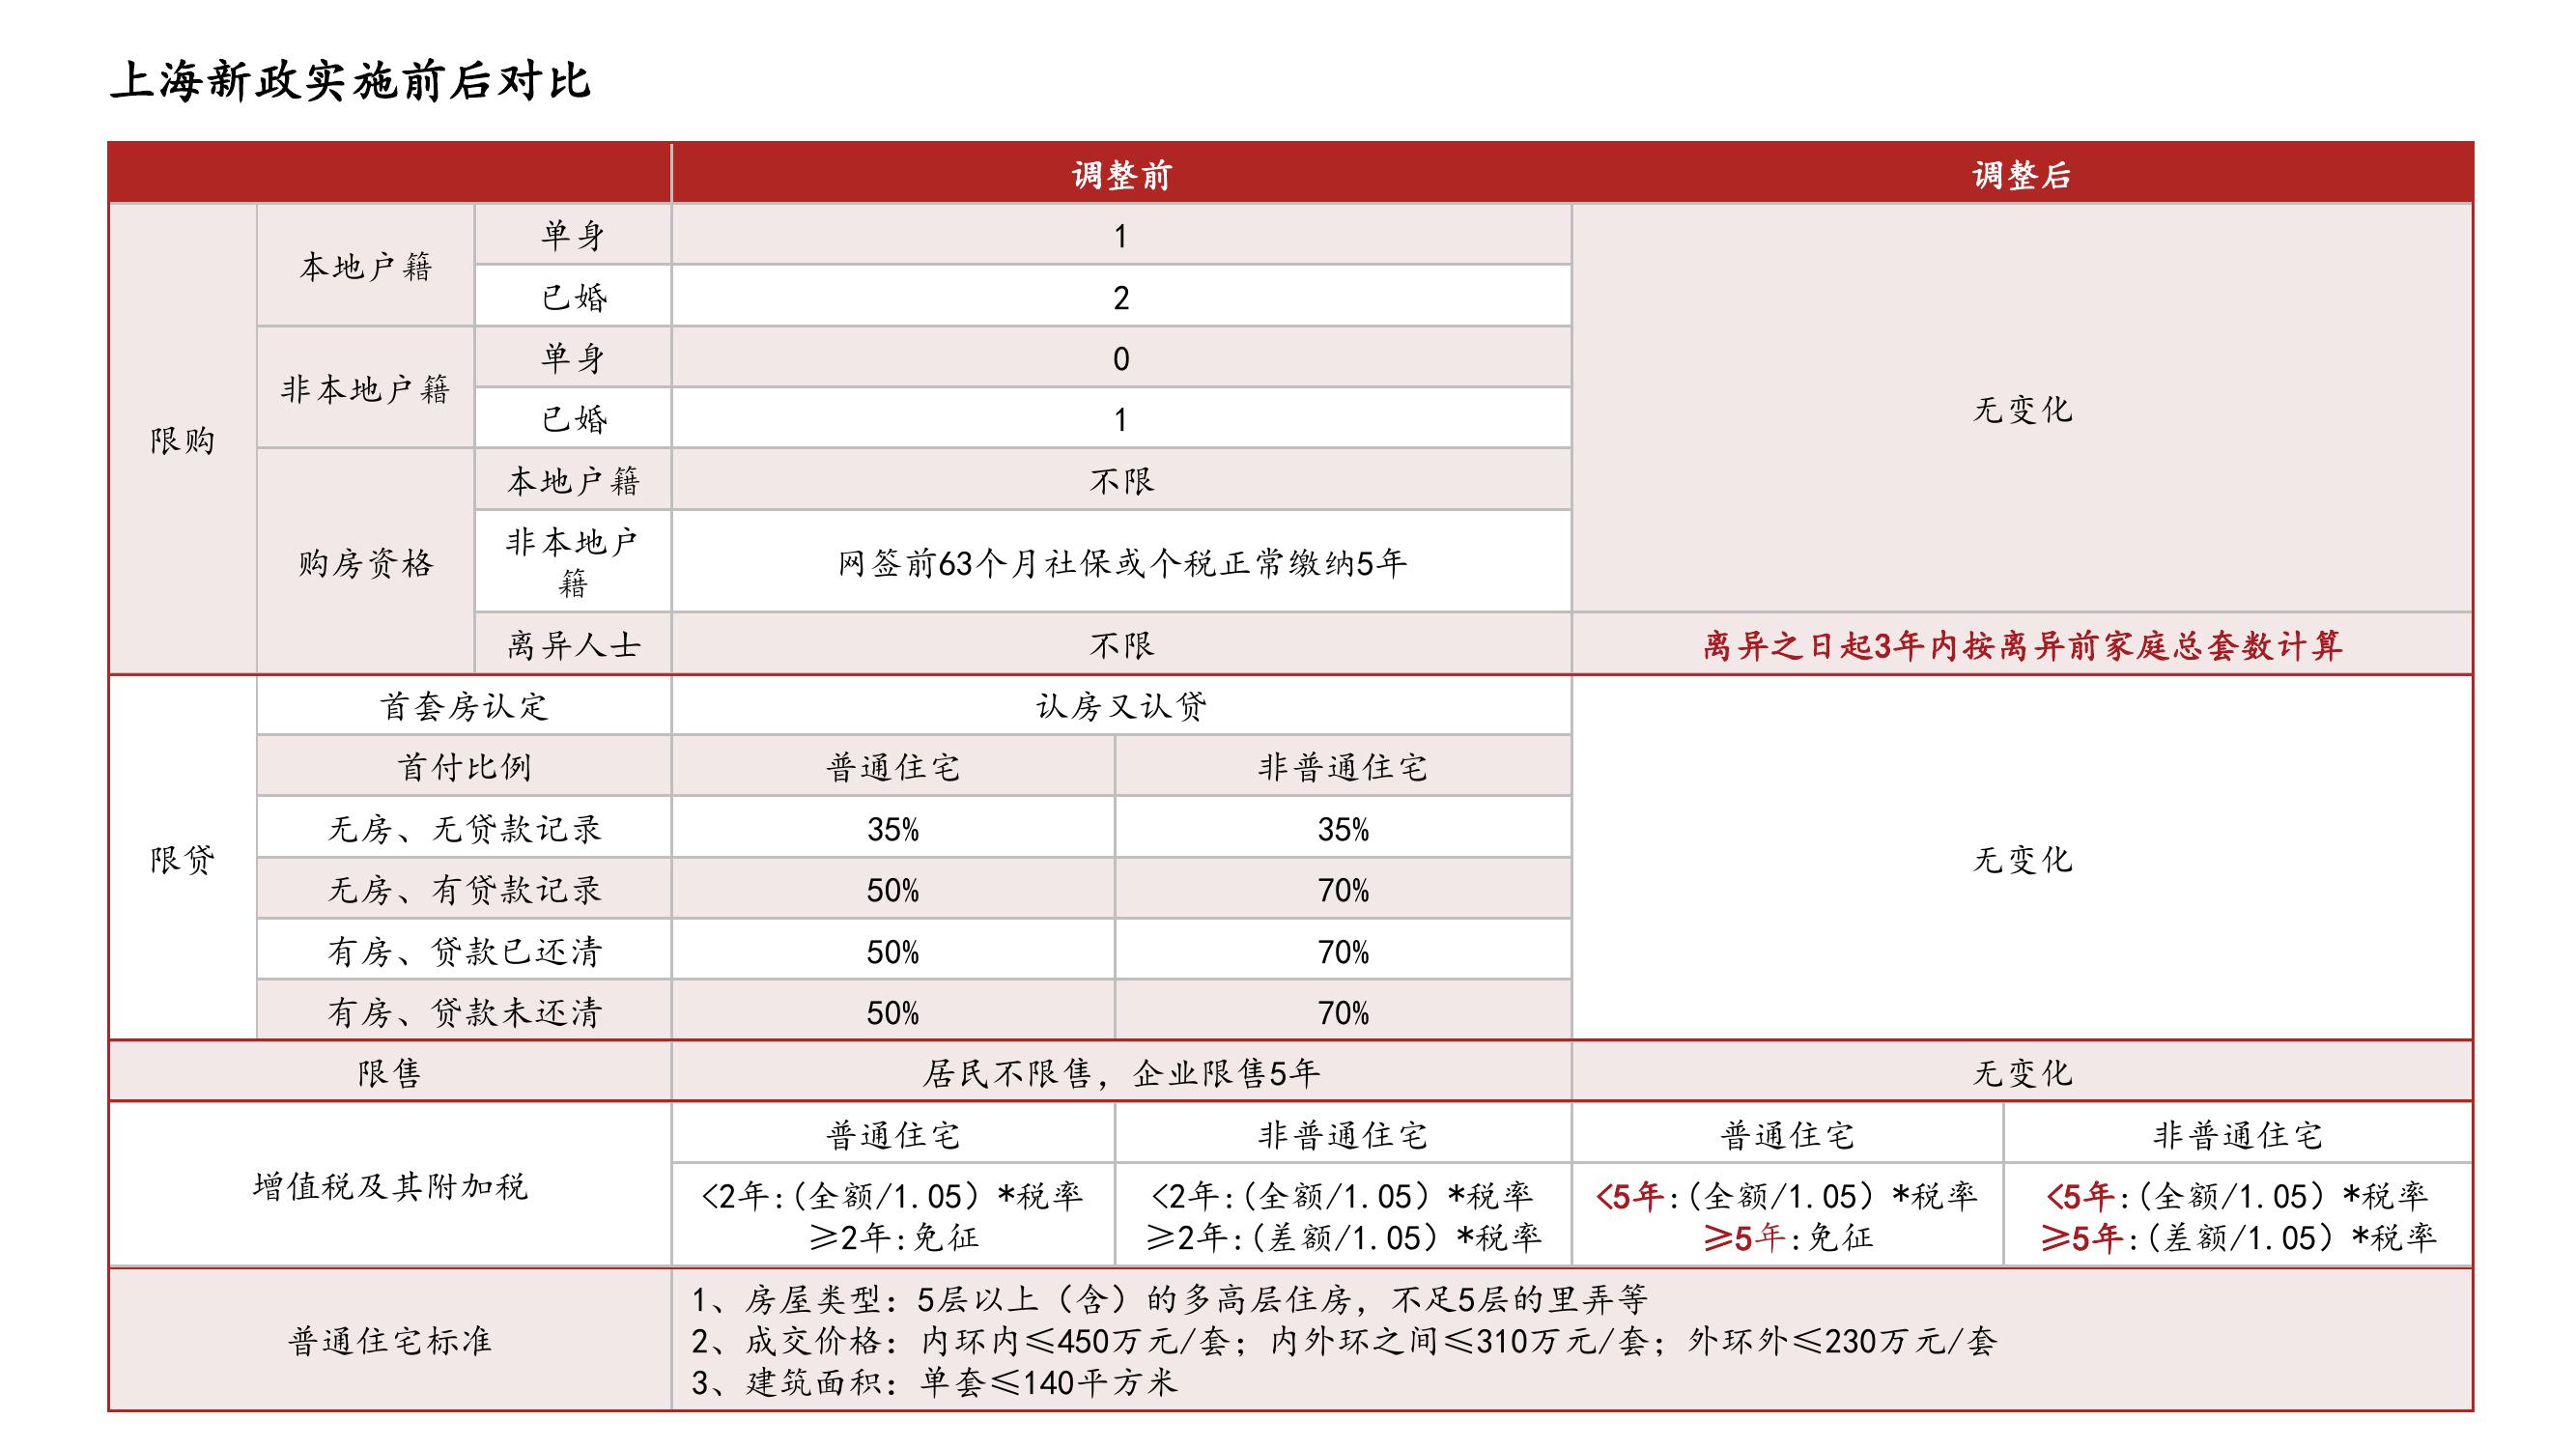 上海新政实施前后对比
调整前
调整后
限购
本地户籍
单身
1
无变化
已婚
2
非本地户籍
单身
0
已婚
1
购房资格
本地户籍
不限
非本地户
籍
网签前63个月社保或个税正常缴纳5年
离异人士
不限
离异之日起3年内按离异前家庭总套数计算
限贷
首套房认定
认房又认贷
无变化
首付比例
普通住宅
非普通住宅
无房、无贷款记录
35%
35%
无房、有贷款记录
50%
70%
有房、贷款已还清
50%
70%
有房、贷款未还清
50%
70%
限售
居民不限售，企业限售5年
无变化
增值税及其附加税
普通住宅
非普通住宅
普通住宅
非普通住宅
<2年:(全额/1.05）*税率
≥2年:免征
<2年:(全额/1.05）*税率
≥2年:(差额/1.05）*税率
<5年:(全额/1.05）*税率
≥5年:免征
<5年:(全额/1.05）*税率
≥5年:(差额/1.05）*税率
普通住宅标准
1、房屋类型：5层以上（含）的多高层住房，不足5层的里弄等
2、成交价格：内环内≤450万元/套；内外环之间≤310万元/套；外环外≤230万元/套
3、建筑面积：单套≤140平方米